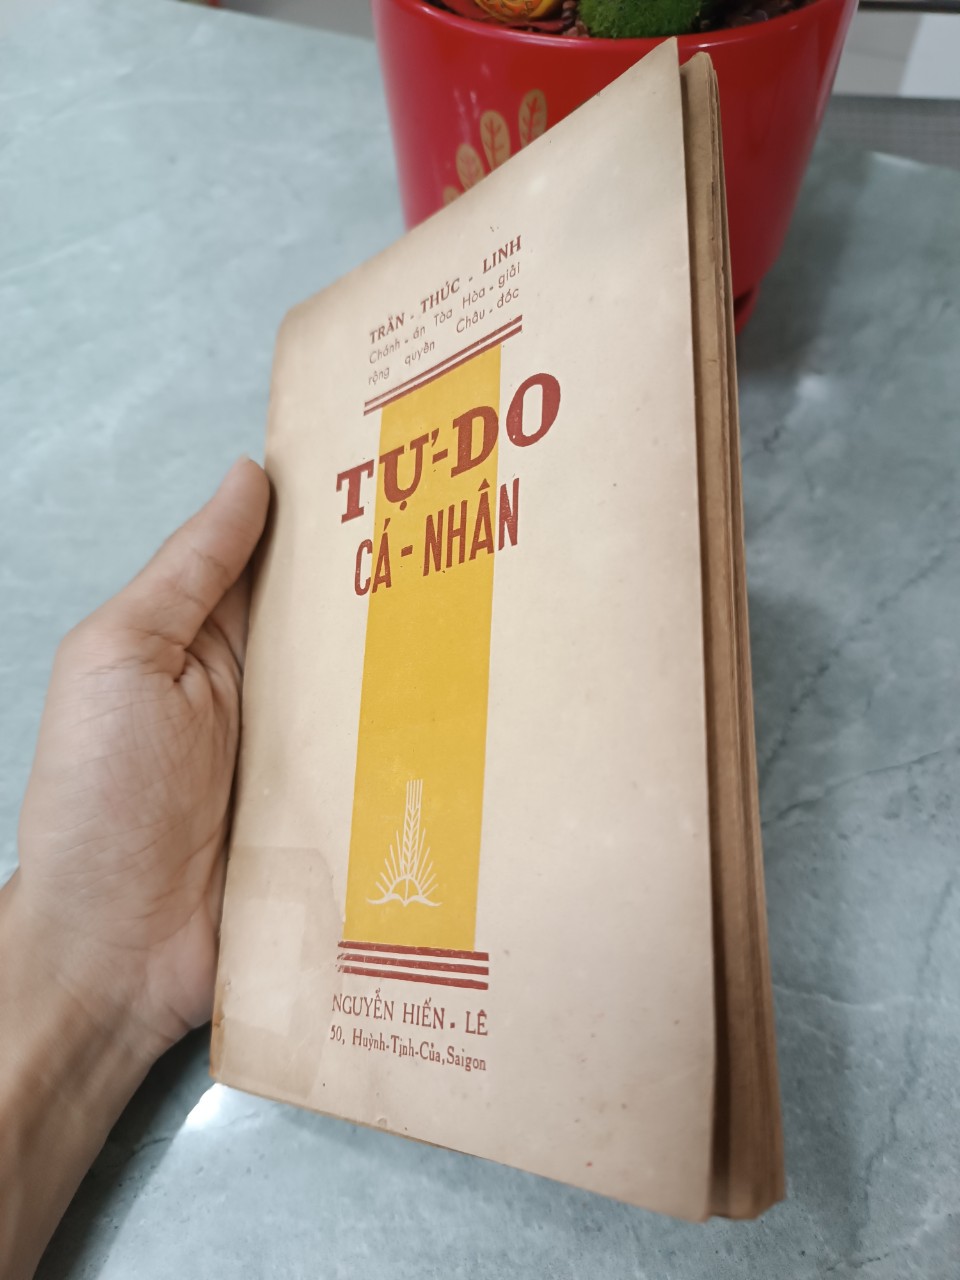 TRẦN - THÚC - LINH
Chánh - án Tòa Hòa - giải
rộng quyền Châu - đốc
TỰ-DO
CÁ - NHÂN
NGUYỄN HIẾN - LÊ
50, Huỳnh-Tịnh-Của, Saigon